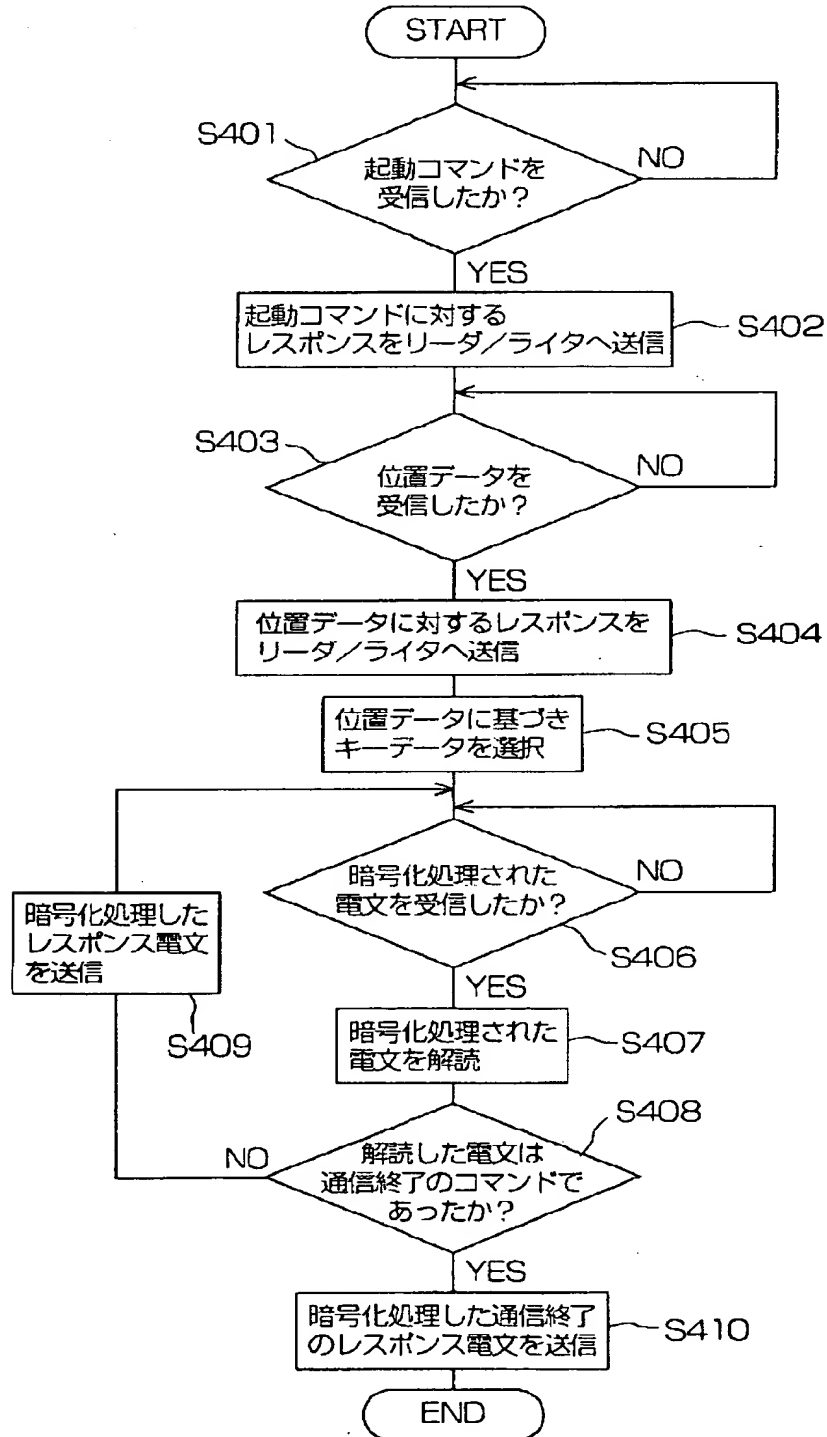 START
S401
起動コマンドを
受信したか?
NO
YES
起動コマンドに対する
レスポンスをリーダ/ライタへ送信
S402
S403
位置データを
受信したか?
NO
YES
位置データに対するレスポンスを
リーダ/ライタへ送信
S404
位置データに基づき
キーデータを選択
S405
暗号化処理された
電文を受信したか?
NO
S406
YES
暗号化処理した
レスポンス電文
を送信
S409
暗号化処理された
電文を解読
S407
S408
解読した電文は
通信終了のコマンドで
あったか?
NO
YES
暗号化処理した通信終了
のレスポンス電文を送信
S410
END